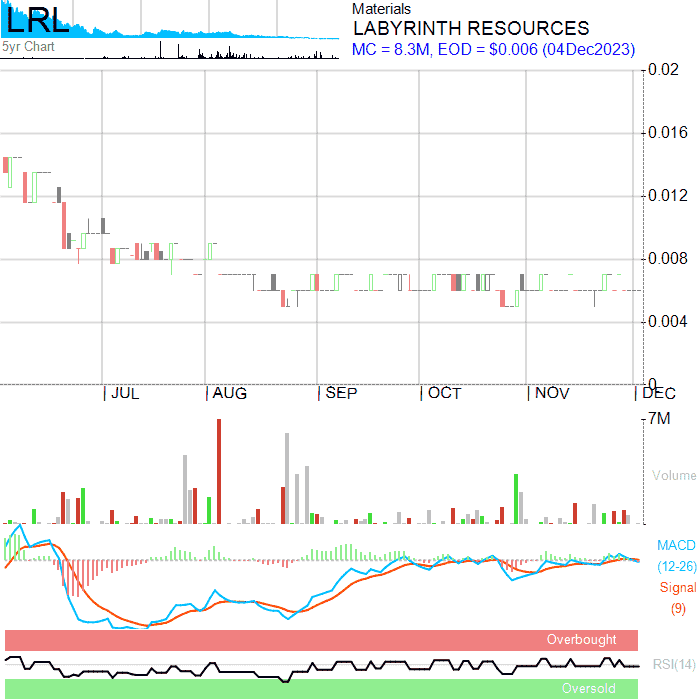 LRL
5yr Chart
Materials
LABYRINTH RESOURCES
MC = 8.3M, EOD = $0.006 (04Dec2023)
0.02
0.016
0.012
0.008
0.004
0
JUL AUG SEP OCT NOV DEC
7M
Volume
MACD
(12-26)
Signal
(9)
Overbought
RSI(14)
Oversold